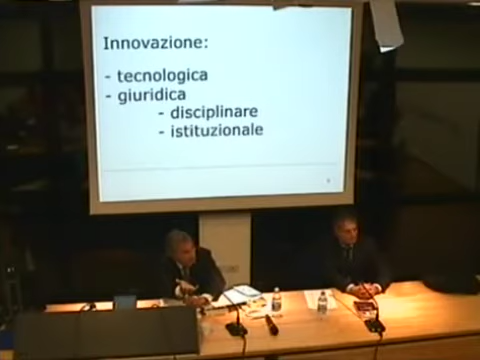 Innovazione:
- tecnologica
- giuridica
- disciplinare
- istituzionale